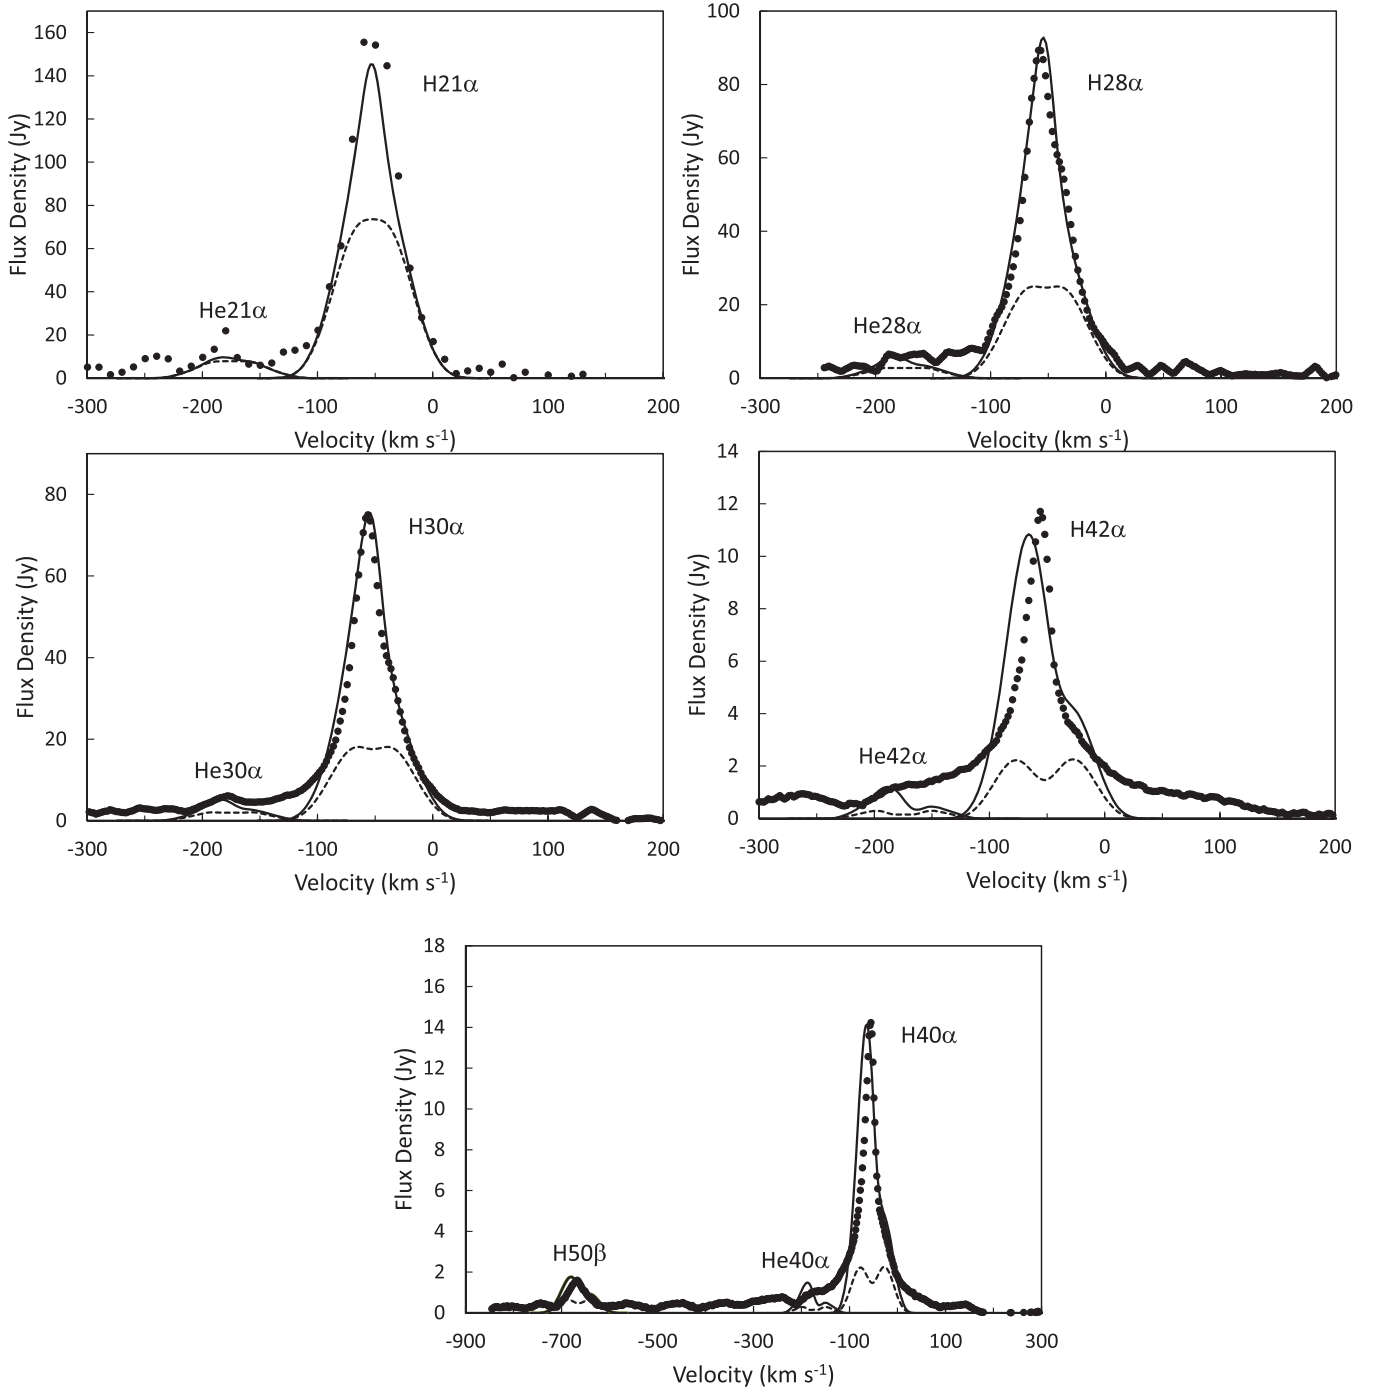 160
140
120
100
80
60
40
20
0
Flux Density (Jy)
H21α
He21α
-300 -200 -100 0 100 200
Velocity (km s-1)
100
80
60
40
20
0
Flux Density (Jy)
H28α
He28α
-300 -200 -100 0 100 200
Velocity (km s-1)
80
60
40
20
0
Flux Density (Jy)
H30α
He30α
-300 -200 -100 0 100 200
Velocity (km s-1)
14
12
10
8
6
4
2
0
Flux Density (Jy)
H42α
He42α
-300 -200 -100 0 100 200
Velocity (km s-1)
18
16
14
12
10
8
6
4
2
0
Flux Density (Jy)
H40α
H50β
He40α
-900 -700 -500 -300 -100 100 300
Velocity (km s-1)